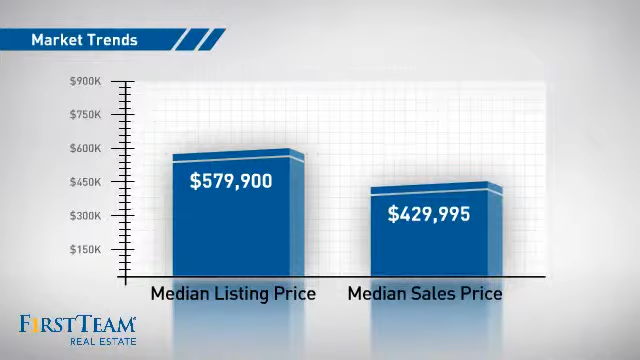 Market Trends
$900K
$750K
$600K
$450K
$300K
$150K
$579,900
$429,995
Median Listing Price
Median Sales Price
FIRSTTEAM®
REAL ESTATE